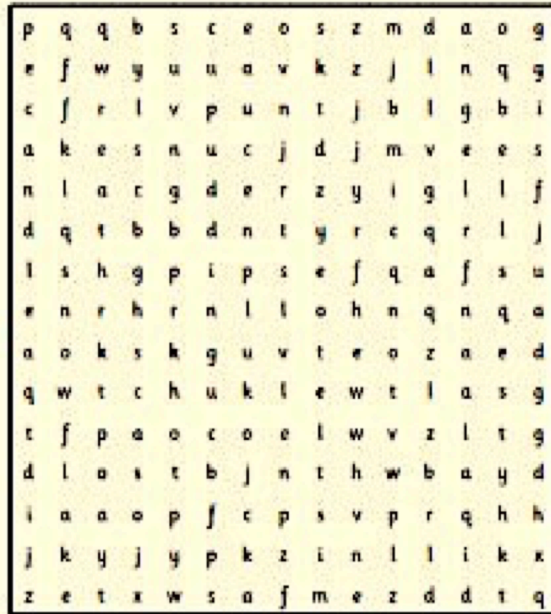 p q q b s c e o s z m d a o g
e f w y u u a v k z j l n q g
c f r l v p u n t j b l g b i
a k e s n u c j d j m v e e s
n l a c g d e r z y i g l l f
d q t b b d n t y r c q r l j
l s h g p i p s e f q a f s u
e n r h r n l l o h n q n q a
a o k s k g u v t e o z a e d
q w t c h u k l e w t l a s g
t f p a o c o e l w v z l t g
d l o s t b j n t h w b a y d
i a a o p f c p s v p r q h h
j k y j y p k z i n l l i k x
z e t x w s a f m e z d d t q